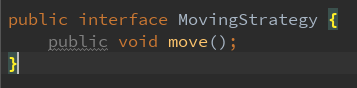 public interface MovingStrategy {
    public void move();
}